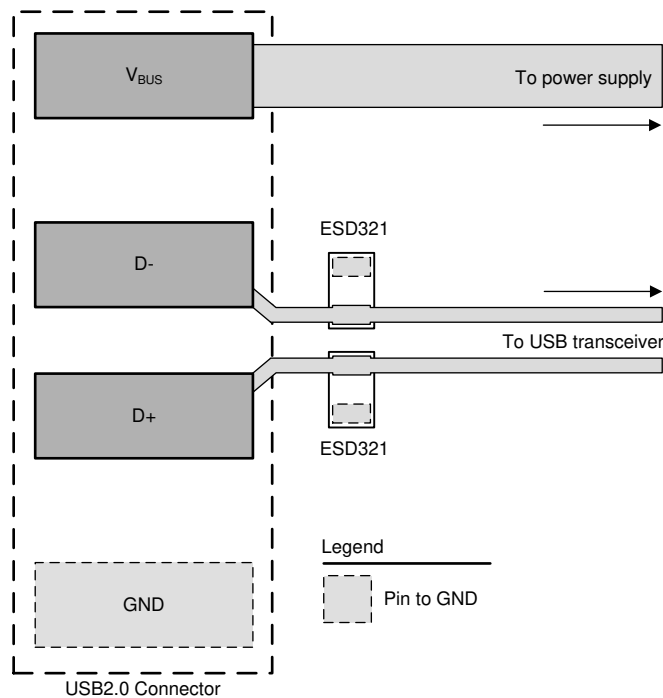 VBUS
To power supply
ESD321
D-
To USB transceiver
D+
ESD321
Legend
GND
Pin to GND
USB2.0 Connector